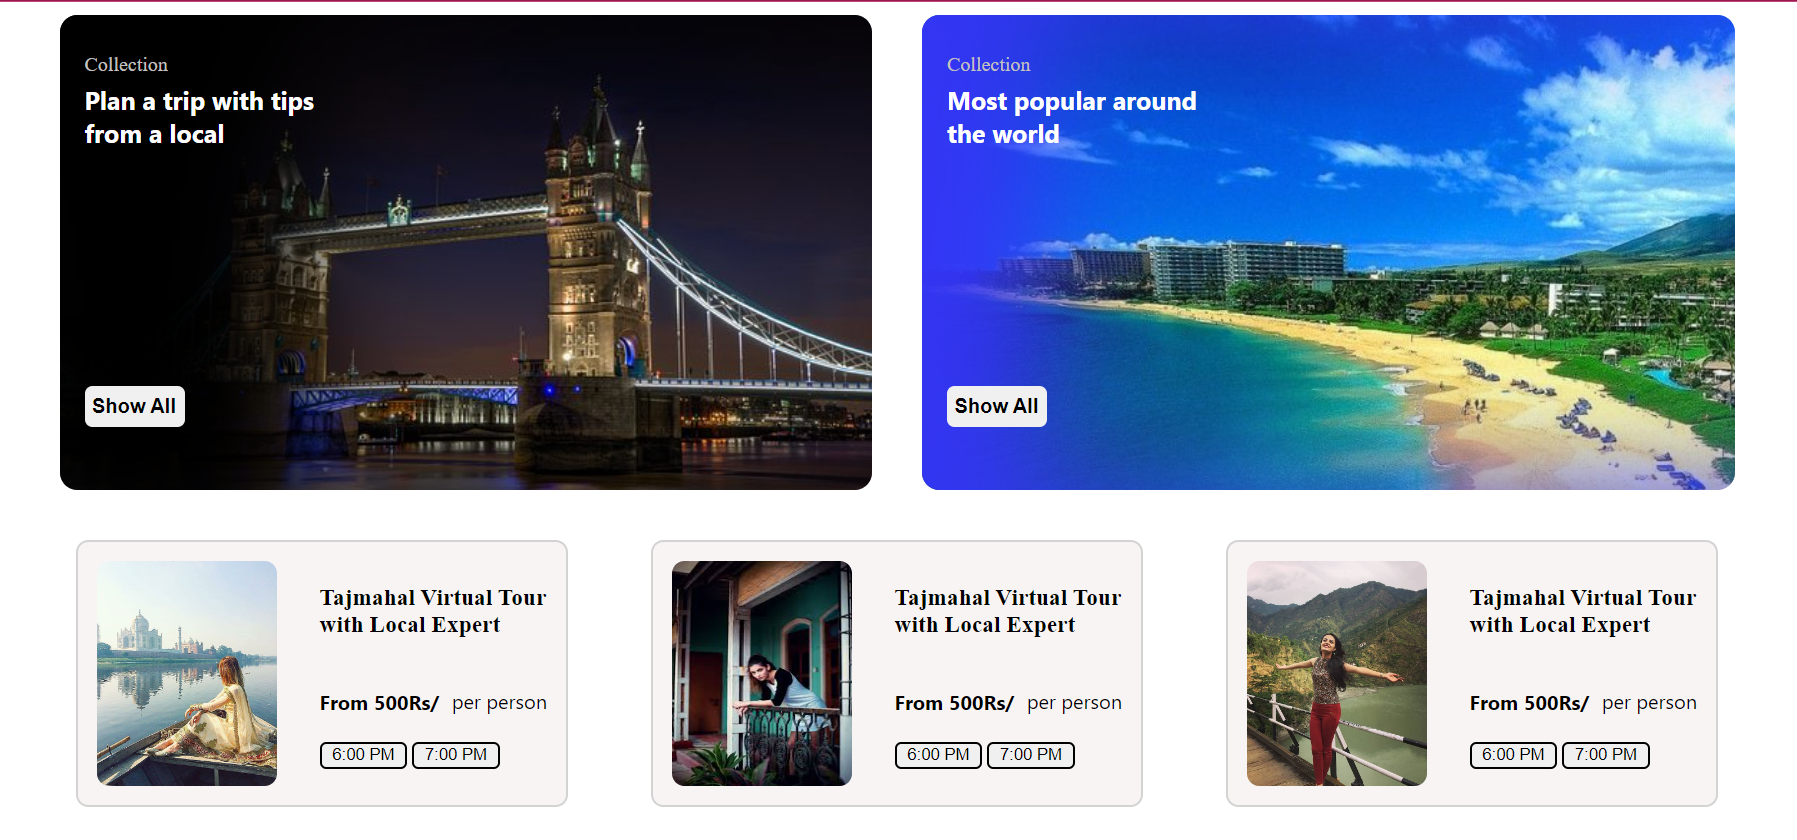 Collection
Plan a trip with tips
from a local
Show All
Collection
Most popular around
the world
Show All
Tajmahal Virtual Tour
with Local Expert
From 500Rs/ per person
6:00 PM 7:00 PM
Tajmahal Virtual Tour
with Local Expert
From 500Rs/ per person
6:00 PM 7:00 PM
Tajmahal Virtual Tour
with Local Expert
From 500Rs/ per person
6:00 PM 7:00 PM